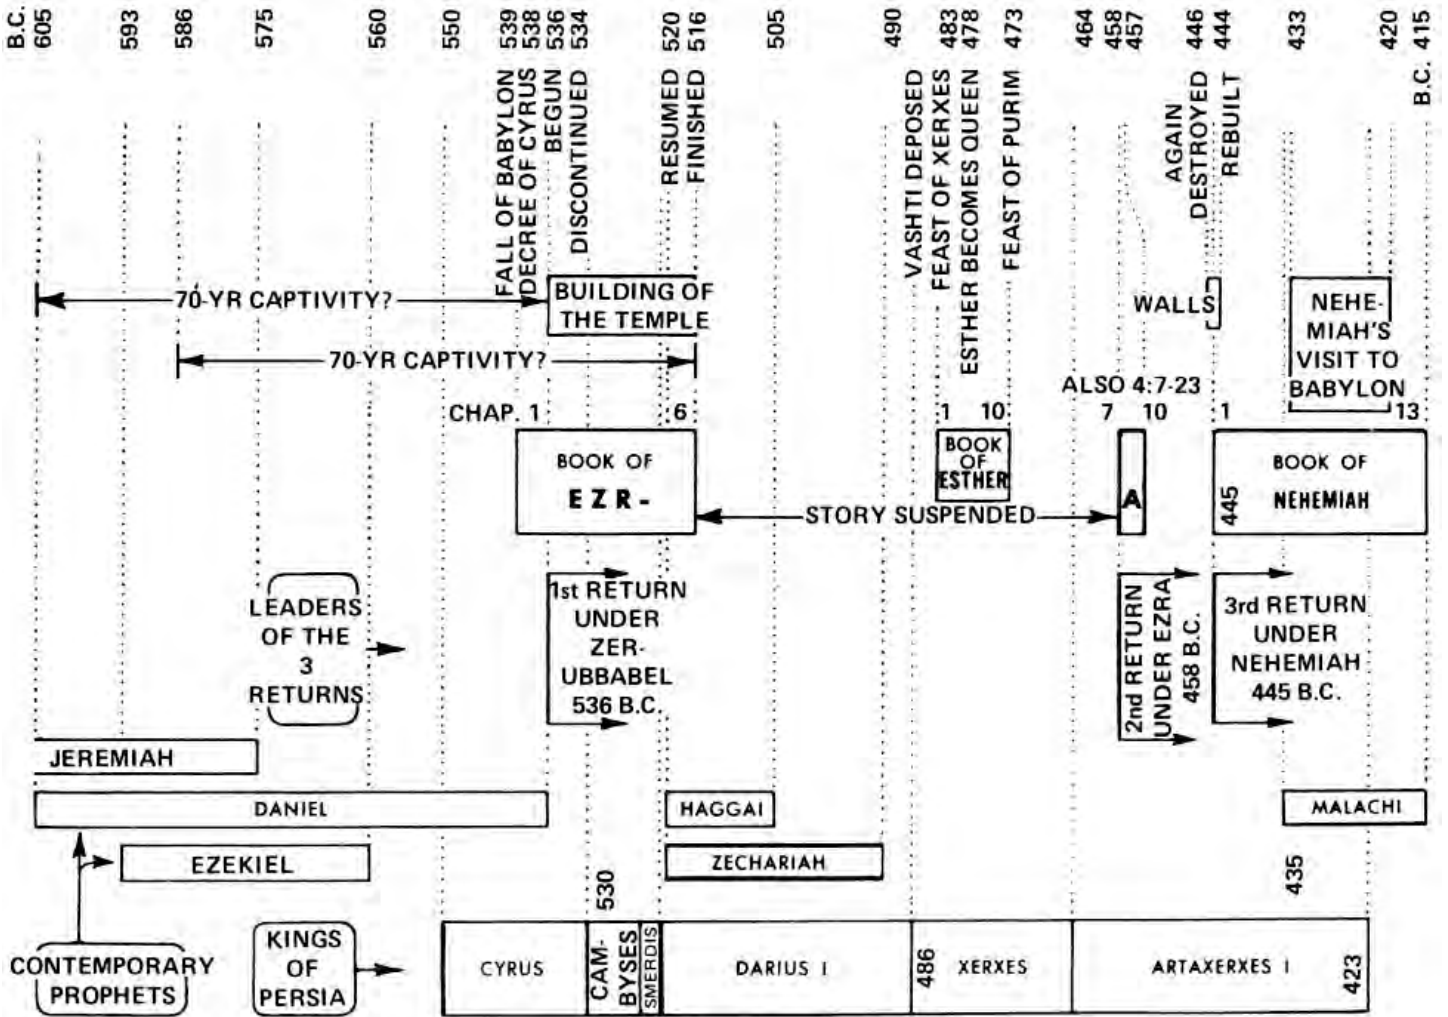 B.C.
605
593
586
575
560
550
539
538
536
534
520
516
505
490
483
478
473
464
458
457
446
444
433
420
415
B.C.
FALL OF BABYLON
DECREE OF CYRUS
BEGUN
DISCONTINUED
RESUMED
FINISHED
VASHTI DEPOSED
FEAST OF XERXES
ESTHER BECOMES QUEEN
FEAST OF PURIM
AGAIN
DESTROYED
REBUILT
70-YR CAPTIVITY?
BUILDING OF
THE TEMPLE
WALLS
NEHE-
MIAH'S
VISIT TO
BABYLON
70-YR CAPTIVITY?
ALSO 4:7-23
CHAP. 1 6
1 10
7 10
1 13
BOOK OF
EZR-
BOOK
OF
ESTHER
A
445
BOOK OF
NEHEMIAH
STORY SUSPENDED
LEADERS
OF THE
3
RETURNS
1st RETURN
UNDER
ZER-
UBBABEL
536 B.C.
2nd RETURN
UNDER EZRA
458 B.C.
3rd RETURN
UNDER
NEHEMIAH
445 B.C.
JEREMIAH
DANIEL
HAGGAI
MALACHI
EZEKIEL
ZECHARIAH
530
435
CONTEMPORARY
PROPHETS
KINGS
OF
PERSIA
CYRUS
CAM-
BYSES
SMERDIS
DARIUS I
486
XERXES
ARTAXERXES I
423